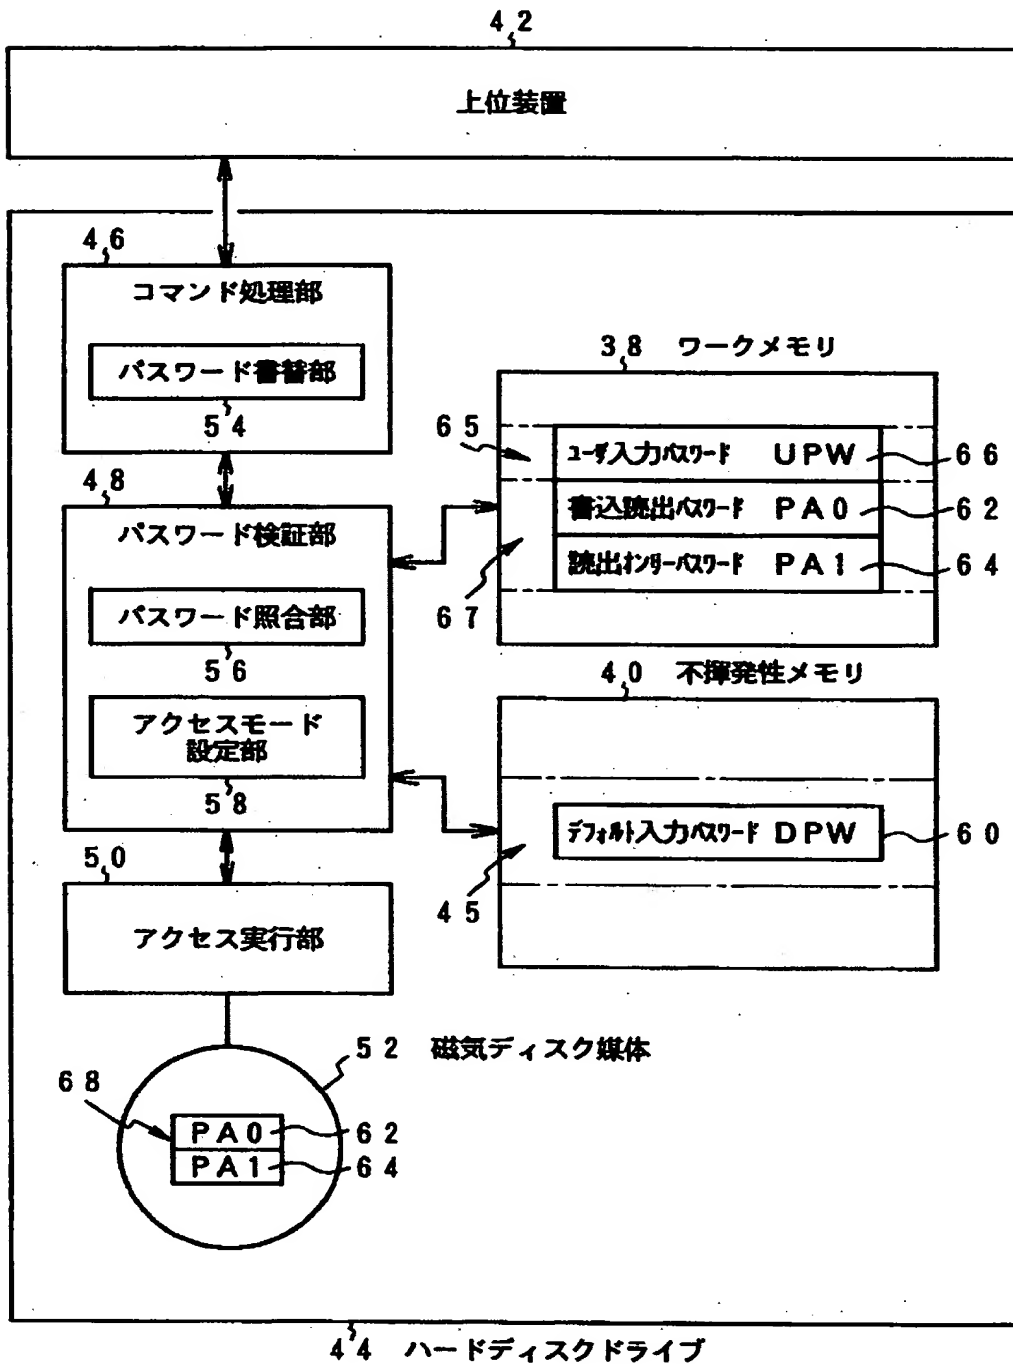 42
上位装置
46
コマンド処理部
パスワード書替部
54
48
パスワード検証部
パスワード照合部
56
アクセスモード
設定部
58
50
アクセス実行部
52 磁気ディスク媒体
68
PA0 62
PA1 64
38 ワークメモリ
65
ユーザ入力パスワード UPW 66
書込読出パスワード PA0 62
読出オンリーパスワード PA1 64
67
40 不揮発性メモリ
デフォルト入力パスワード DPW 60
45
44 ハードディスクドライブ